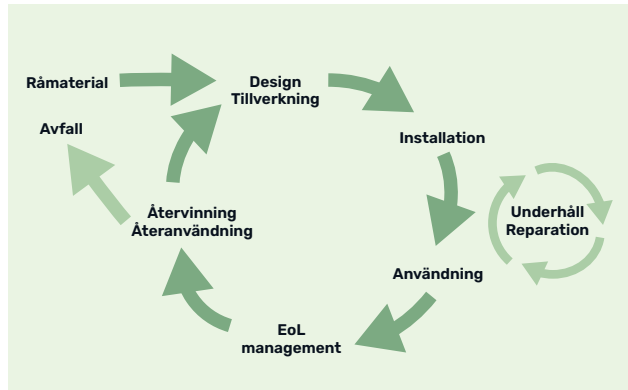 Råmaterial
Design
Tillverkning
Avfall
Installation
Återvinning
Återanvändning
Underhåll
Reparation
Användning
EoL
management